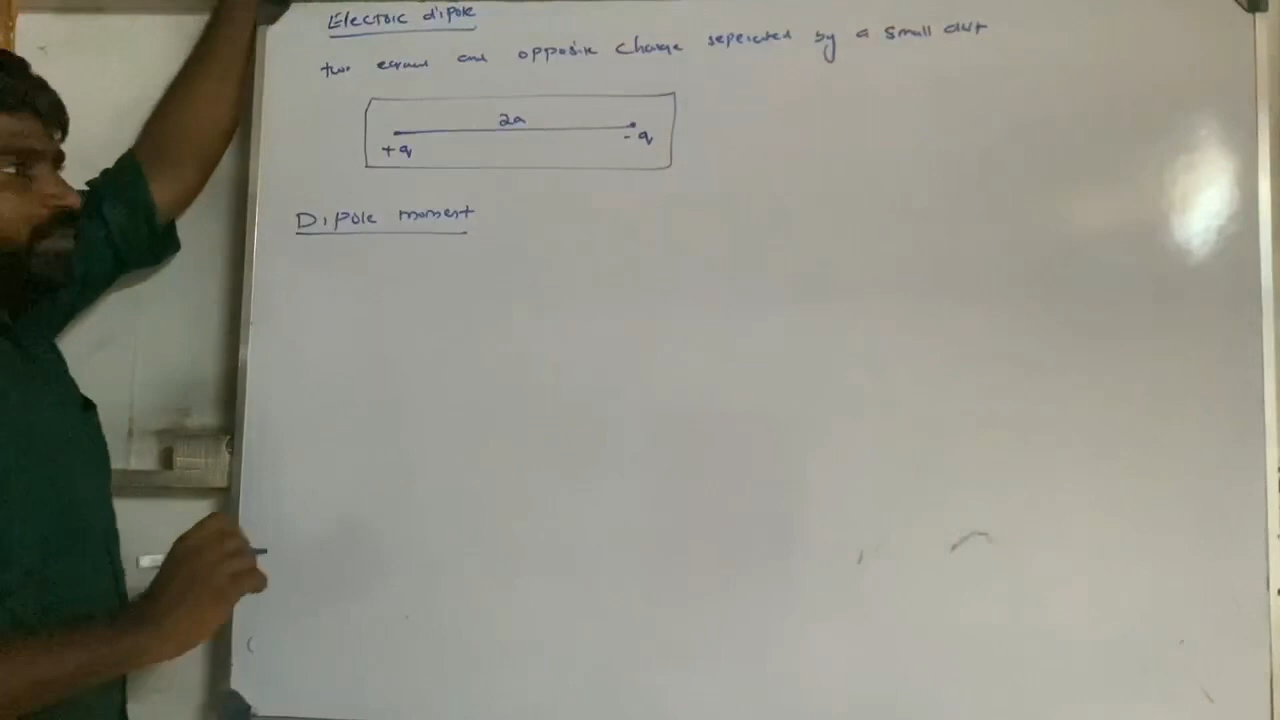 Electric dipole
two equal and opposite charge seperated by a small dist
2a
+q
-q
Dipole moment